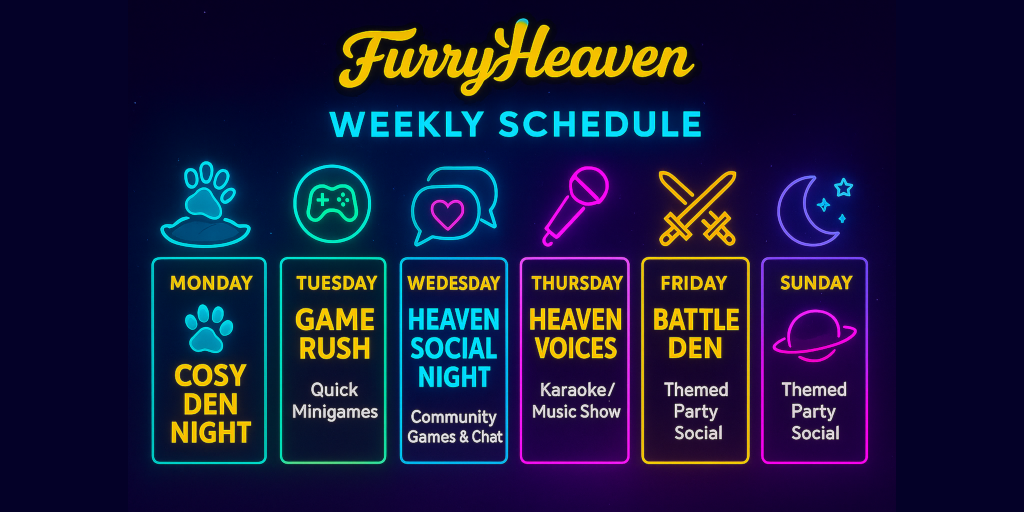 FurryHeaven
WEEKLY SCHEDULE
MONDAY
COSY
DEN
NIGHT
TUESDAY
GAME
RUSH
Quick
Minigames
WEDESDAY
HEAVEN
SOCIAL
NIGHT
Community
Games & Chat
THURSDAY
HEAVEN
VOICES
Karaoke/
Music Show
FRIDAY
BATTLE
DEN
Themed
Party
Social
SUNDAY
Themed
Party
Social